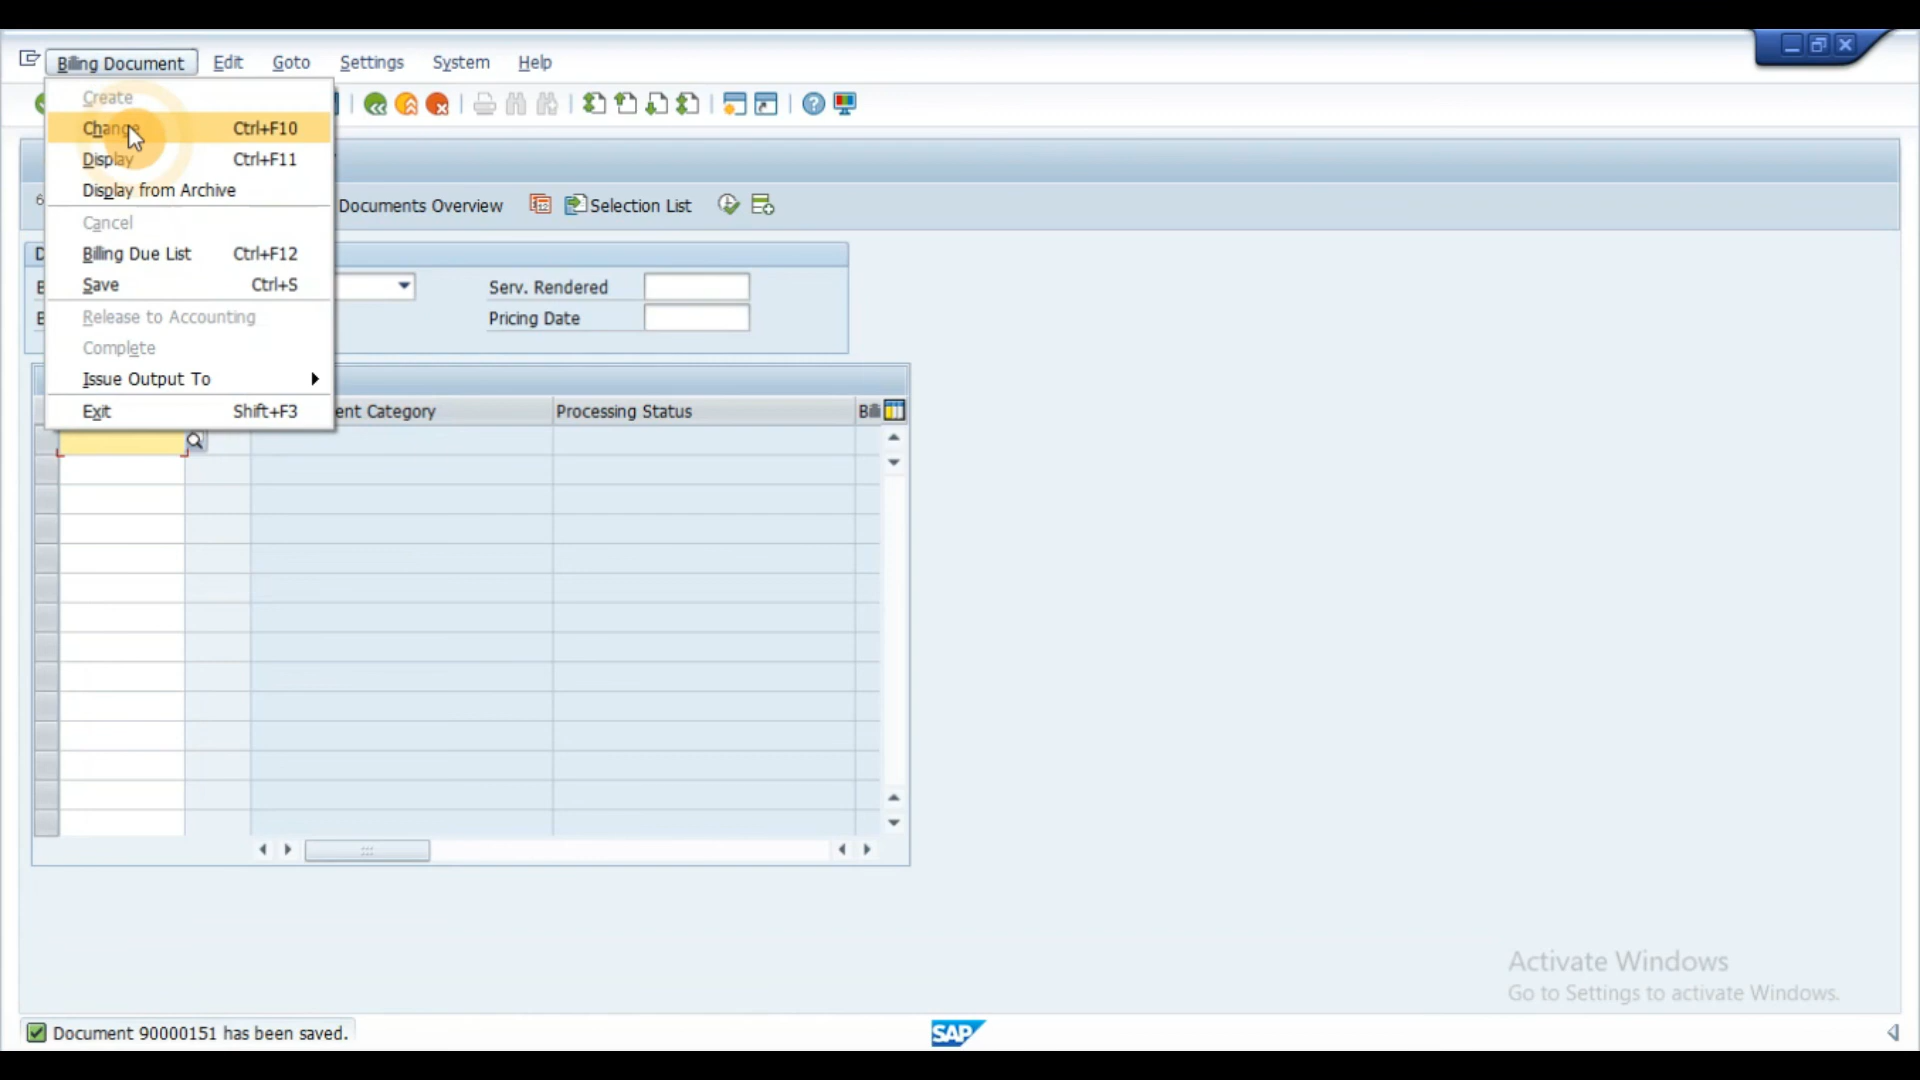 Billing Document Edit Goto Settings System Help
Create
Change Ctrl+F10
Display Ctrl+F11
Display from Archive
Cancel
Billing Due List Ctrl+F12
Save Ctrl+S
Release to Accounting
Complete
Issue Output To
Exit Shift+F3
Documents Overview Selection List
Serv. Rendered
Pricing Date
Category Processing Status
Activate Windows
Go to Settings to activate Windows.
Document 90000151 has been saved.
SAP